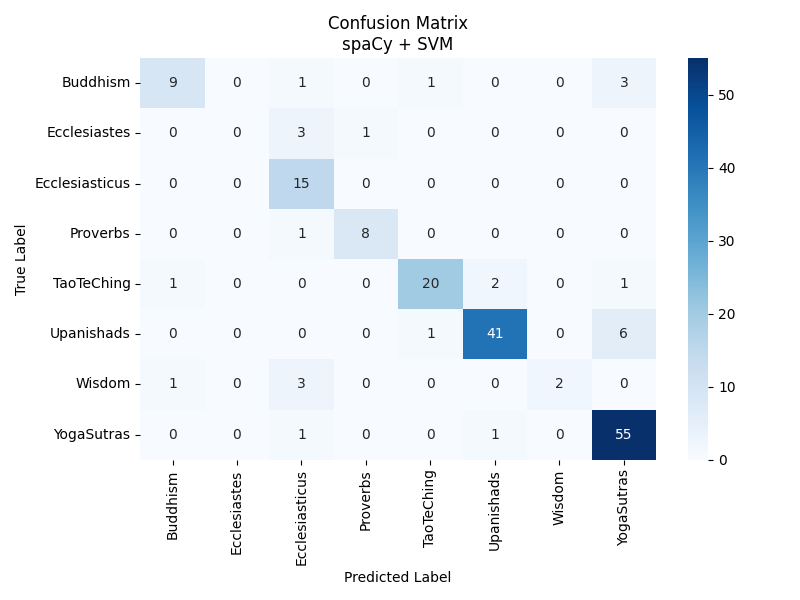 Confusion Matrix
spaCy + SVM
True Label
Buddhism 9 0 1 0 1 0 0 3
Ecclesiastes 0 0 3 1 0 0 0 0
Ecclesiasticus 0 0 15 0 0 0 0 0
Proverbs 0 0 1 8 0 0 0 0
TaoTeChing 1 0 0 0 20 2 0 1
Upanishads 0 0 0 0 1 41 0 6
Wisdom 1 0 3 0 0 0 2 0
YogaSutras 0 0 1 0 0 1 0 55
Buddhism
Ecclesiastes
Ecclesiasticus
Proverbs
TaoTeChing
Upanishads
Wisdom
YogaSutras
Predicted Label
50
40
30
20
10
0